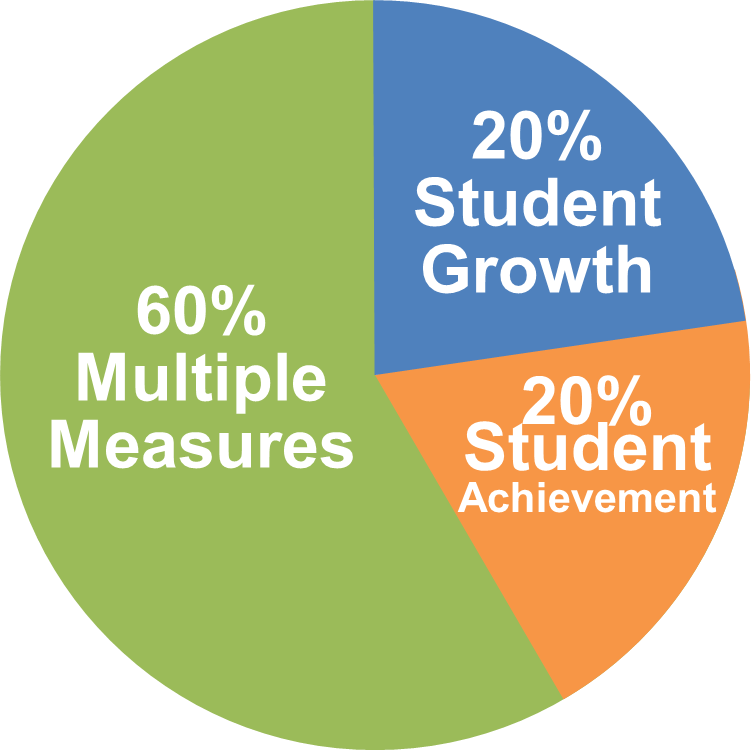 20%
Student
Growth
60%
Multiple
Measures
20%
Student
Achievement